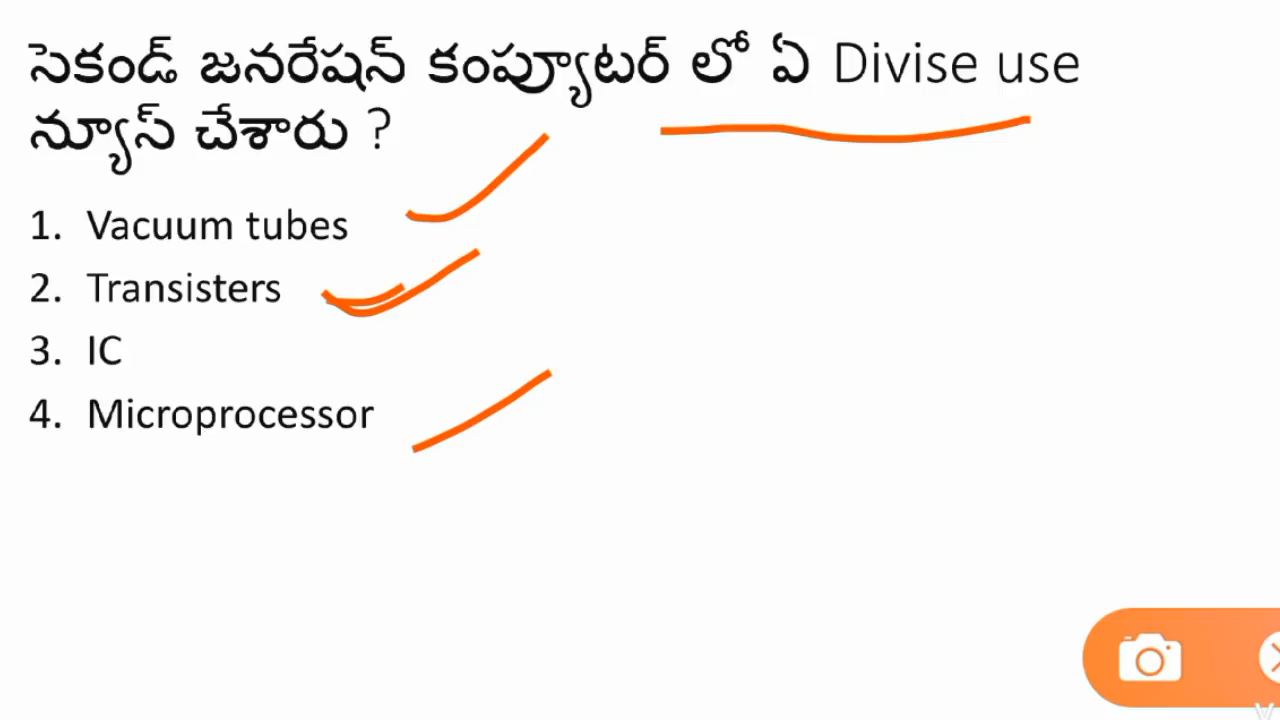 సెకండ్ జనరేషన్ కంప్యూటర్ లో ఏ Divise use
న్యూస్ చేశారు ?
1. Vacuum tubes
2. Transisters
3. IC
4. Microprocessor